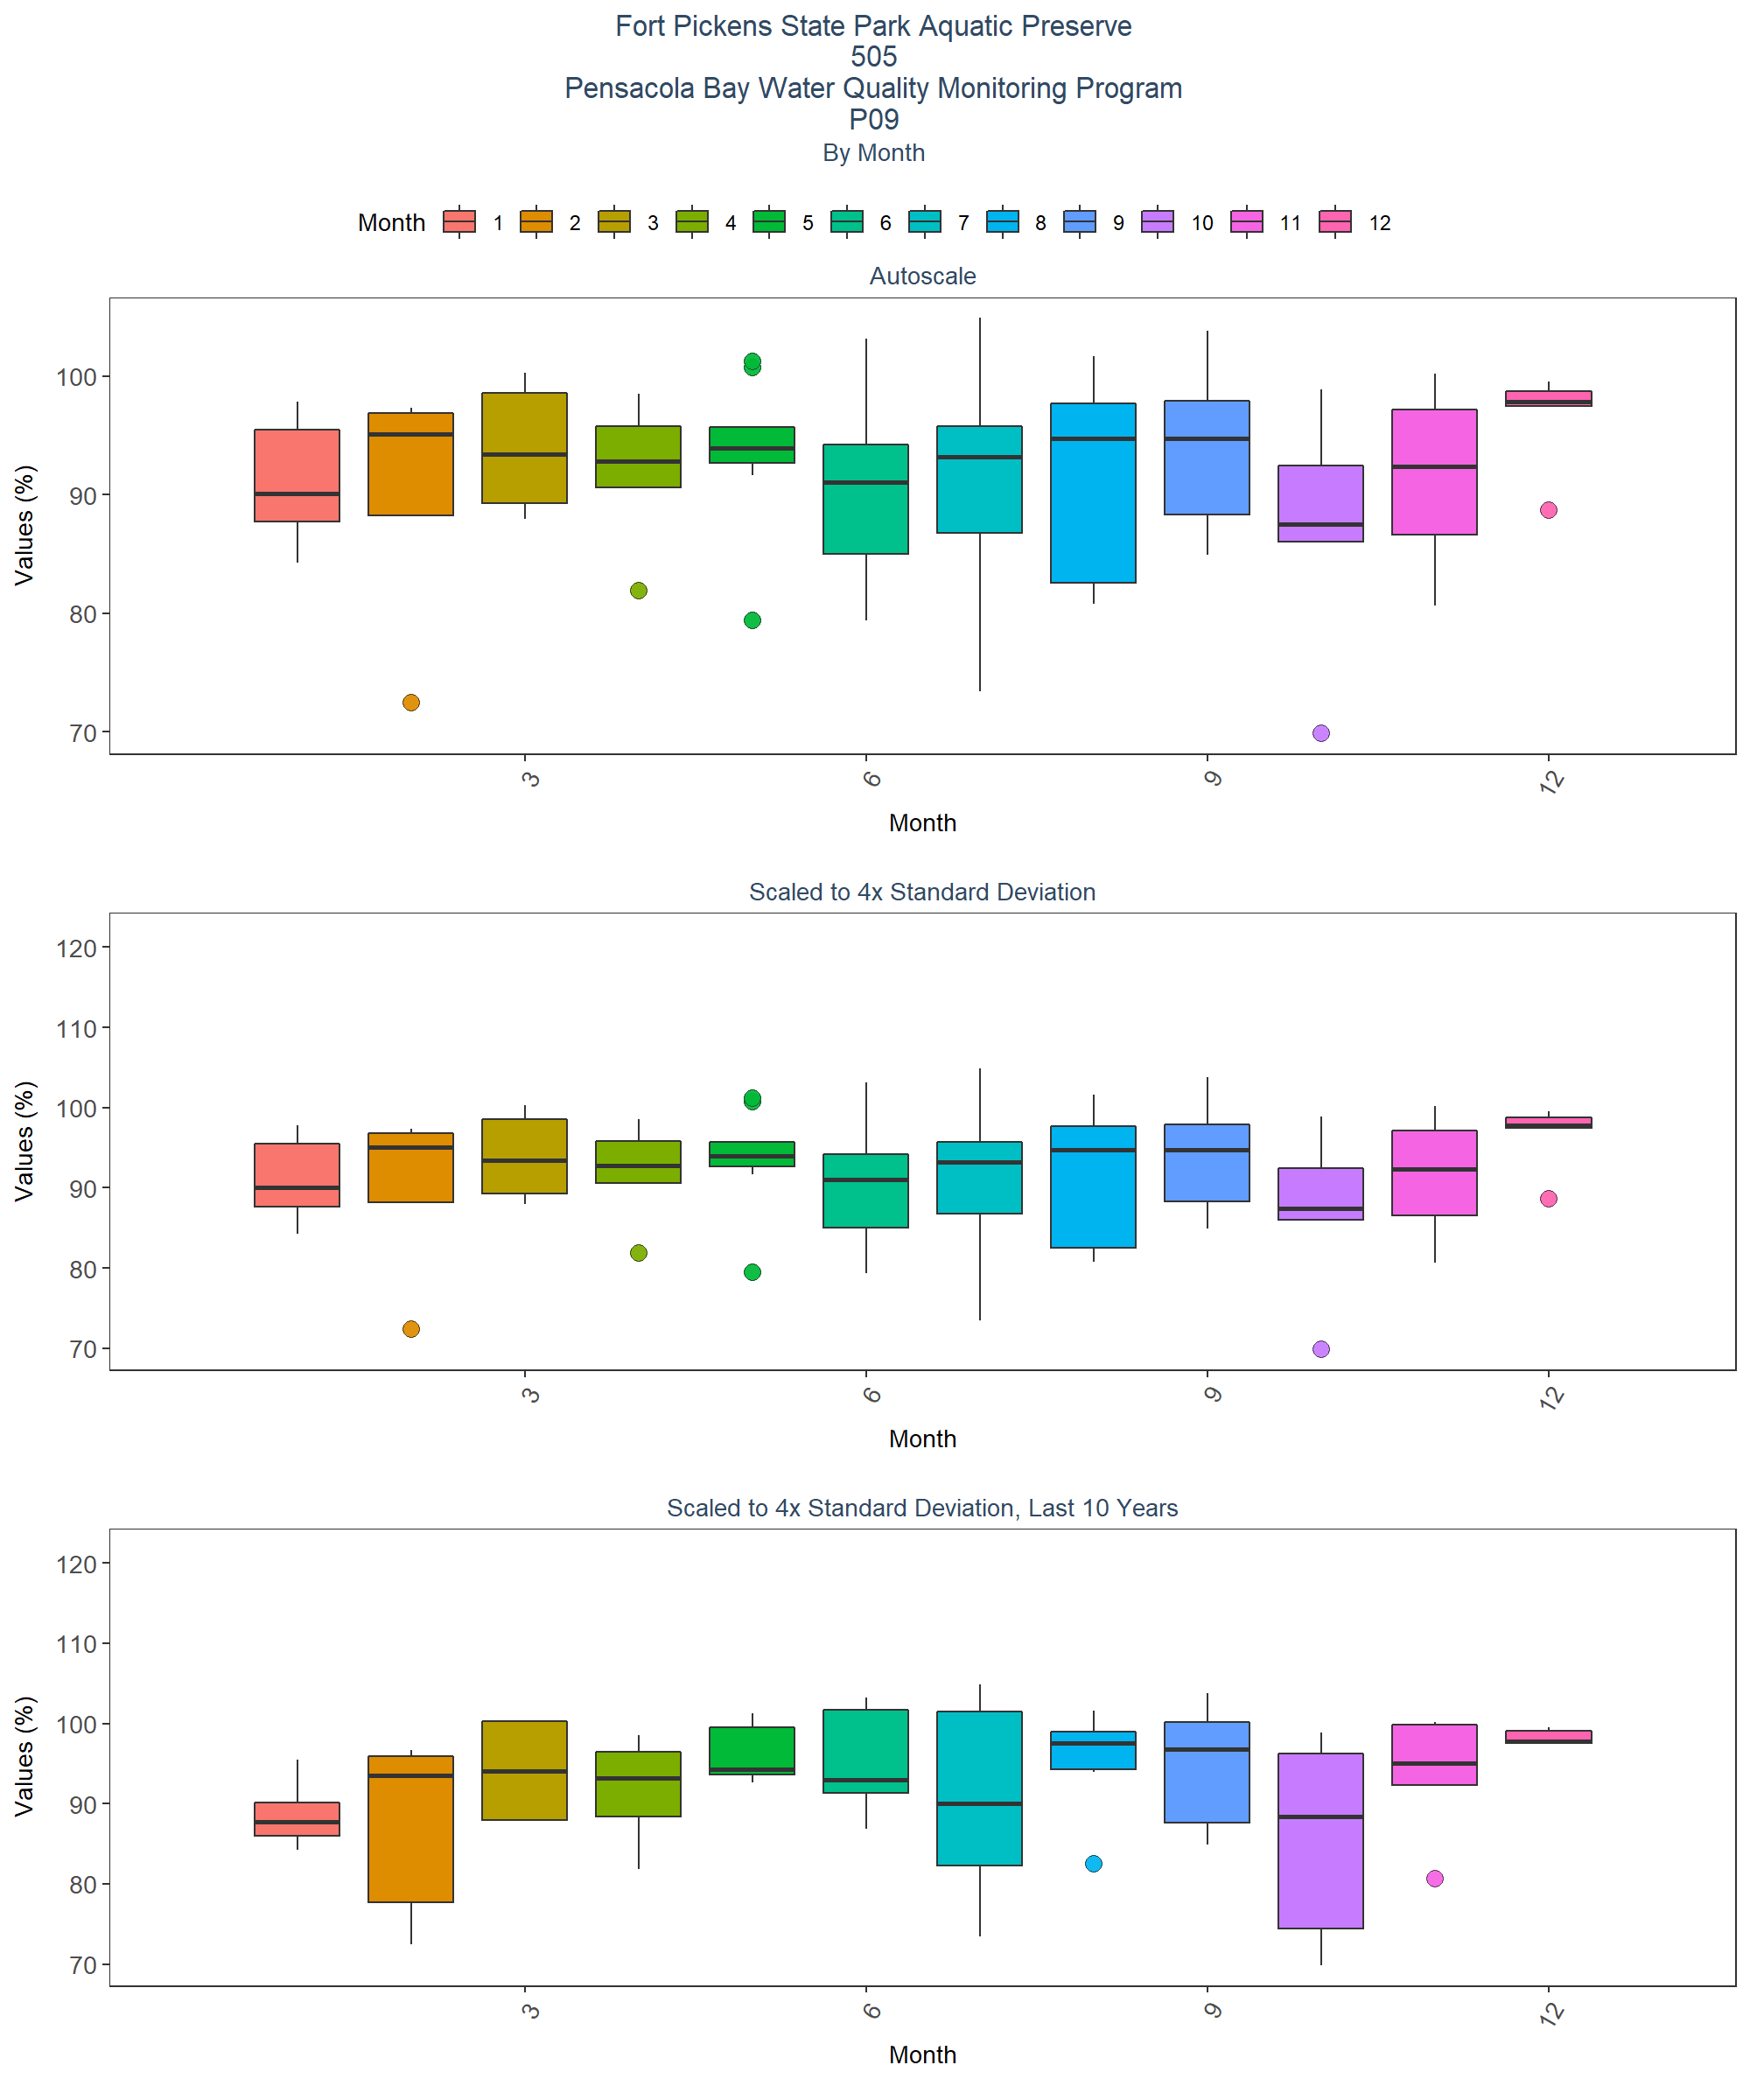 Fort Pickens State Park Aquatic Preserve
505
Pensacola Bay Water Quality Monitoring Program
P09
By Month
Month 1 2 3 4 5 6 7 8 9 10 11 12
Autoscale
Values (%)
100
90
80
70
3 6 9 12
Month
Scaled to 4x Standard Deviation
Values (%)
120
110
100
90
80
70
3 6 9 12
Month
Scaled to 4x Standard Deviation, Last 10 Years
Values (%)
120
110
100
90
80
70
3 6 9 12
Month